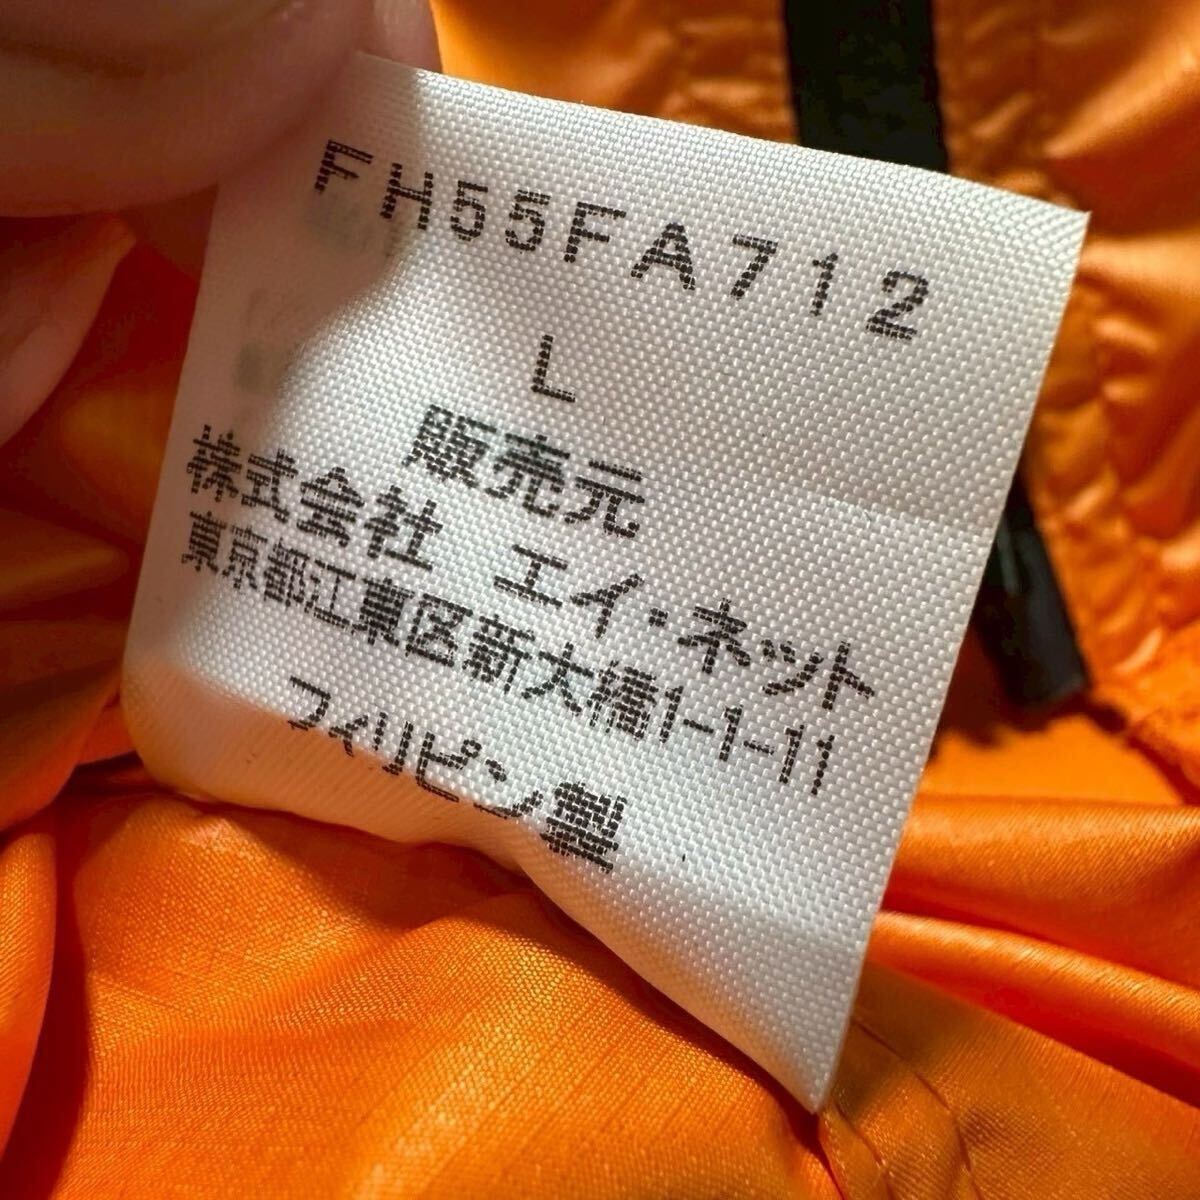 FH55FA712
L
販売元
株式会社 エイ・ネット
東京都江東区新大橋1-1-11
フィリピン製